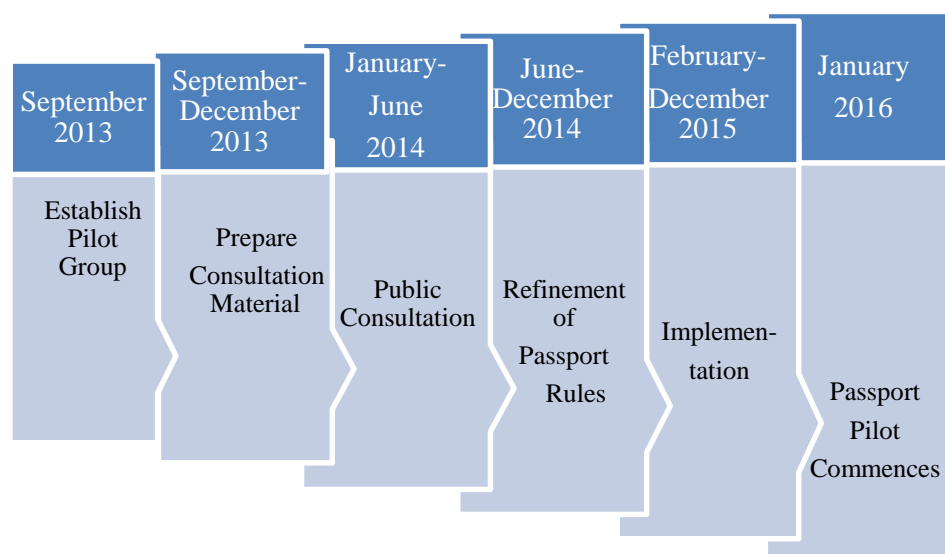 September
2013
Establish
Pilot
Group
September-
December
2013
Prepare
Consultation
Material
January-
June
2014
Public
Consultation
June-
December
2014
Refinement
of
Passport
Rules
February-
December
2015
Implemen-
tation
January
2016
Passport
Pilot
Commences